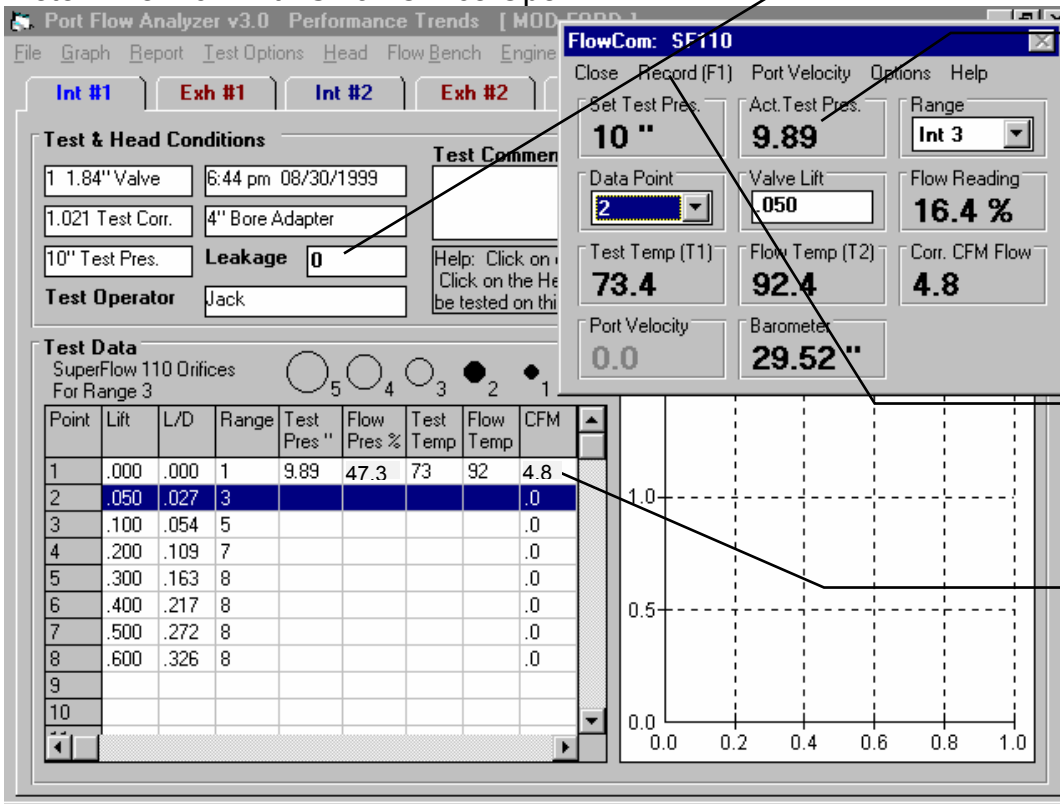 Port Flow Analyzer v3.0 Performance Trends [ MOD-FORD ]
File Graph Report Test Options Head Flow Bench Engine
Int #1 Exh #1 Int #2 Exh #2
Test & Head Conditions
1 1.84" Valve 6:44 pm 08/30/1999
1.021 Test Corr. 4" Bore Adapter
10" Test Pres. Leakage 0
Test Operator Jack
Test Commen
Help: Click on
Click on the He
be tested on thi
FlowCom: SF110
Close Record (F1) Port Velocity Options Help
Set Test Pres. Act.Test Pres. Range
10 " 9.89 Int 3
Data Point Valve Lift Flow Reading
2 .050 16.4 %
Test Temp (T1) Flow Temp (T2) Corr. CFM Flow
73.4 92.4 4.8
Port Velocity Barometer
0.0 29.52 "
Test Data
SuperFlow 110 Orifices
For Range 3
5 4 3 2 1
Point Lift L/D Range Test Pres " Flow Pres % Test Temp Flow Temp CFM
1 .000 .000 1 9.89 47.3 73 92 4.8
2 .050 .027 3 .0
3 .100 .054 5 .0
4 .200 .109 7 .0
5 .300 .163 8 .0
6 .400 .217 8 .0
7 .500 .272 8 .0
8 .600 .326 8 .0
9
10
1.0
0.5
0.0
0.0 0.2 0.4 0.6 0.8 1.0